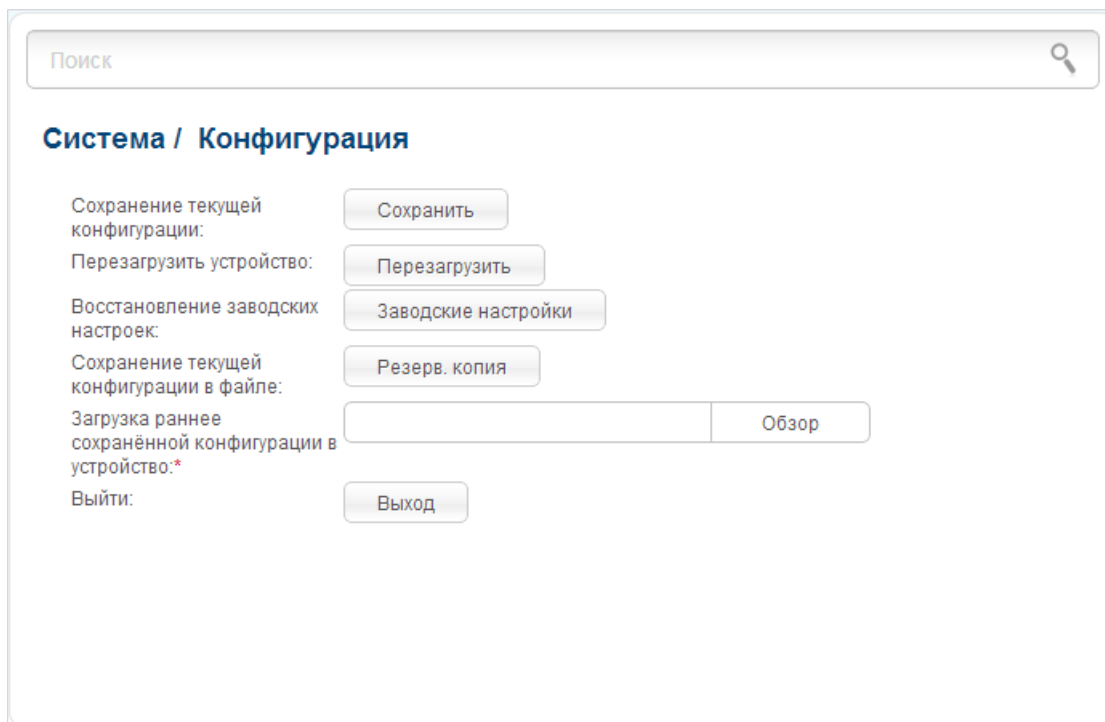 Поиск
Система / Конфигурация
Сохранение текущей
конфигурации:
Сохранить
Перезагрузить устройство:
Перезагрузить
Восстановление заводских
настроек:
Заводские настройки
Сохранение текущей
конфигурации в файле:
Резерв. копия
Загрузка раннее
сохранённой конфигурации в
устройство:*
Обзор
Выйти:
Выход